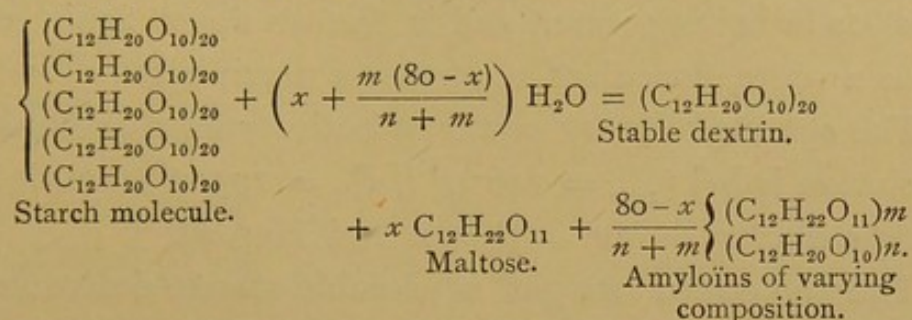 (C₁₂H₂₀O₁₀)₂₀
(C₁₂H₂₀O₁₀)₂₀
(C₁₂H₂₀O₁₀)₂₀ + ( x + m (80 - x) / n + m ) H₂O = (C₁₂H₂₀O₁₀)₂₀
(C₁₂H₂₀O₁₀)₂₀
(C₁₂H₂₀O₁₀)₂₀
Starch molecule.
Stable dextrin.
+ x C₁₂H₂₂O₁₁ + 80 - x / n + m { (C₁₂H₂₂O₁₁)m
(C₁₂H₂₀O₁₀)n.
Maltose.
Amyloïns of varying
composition.